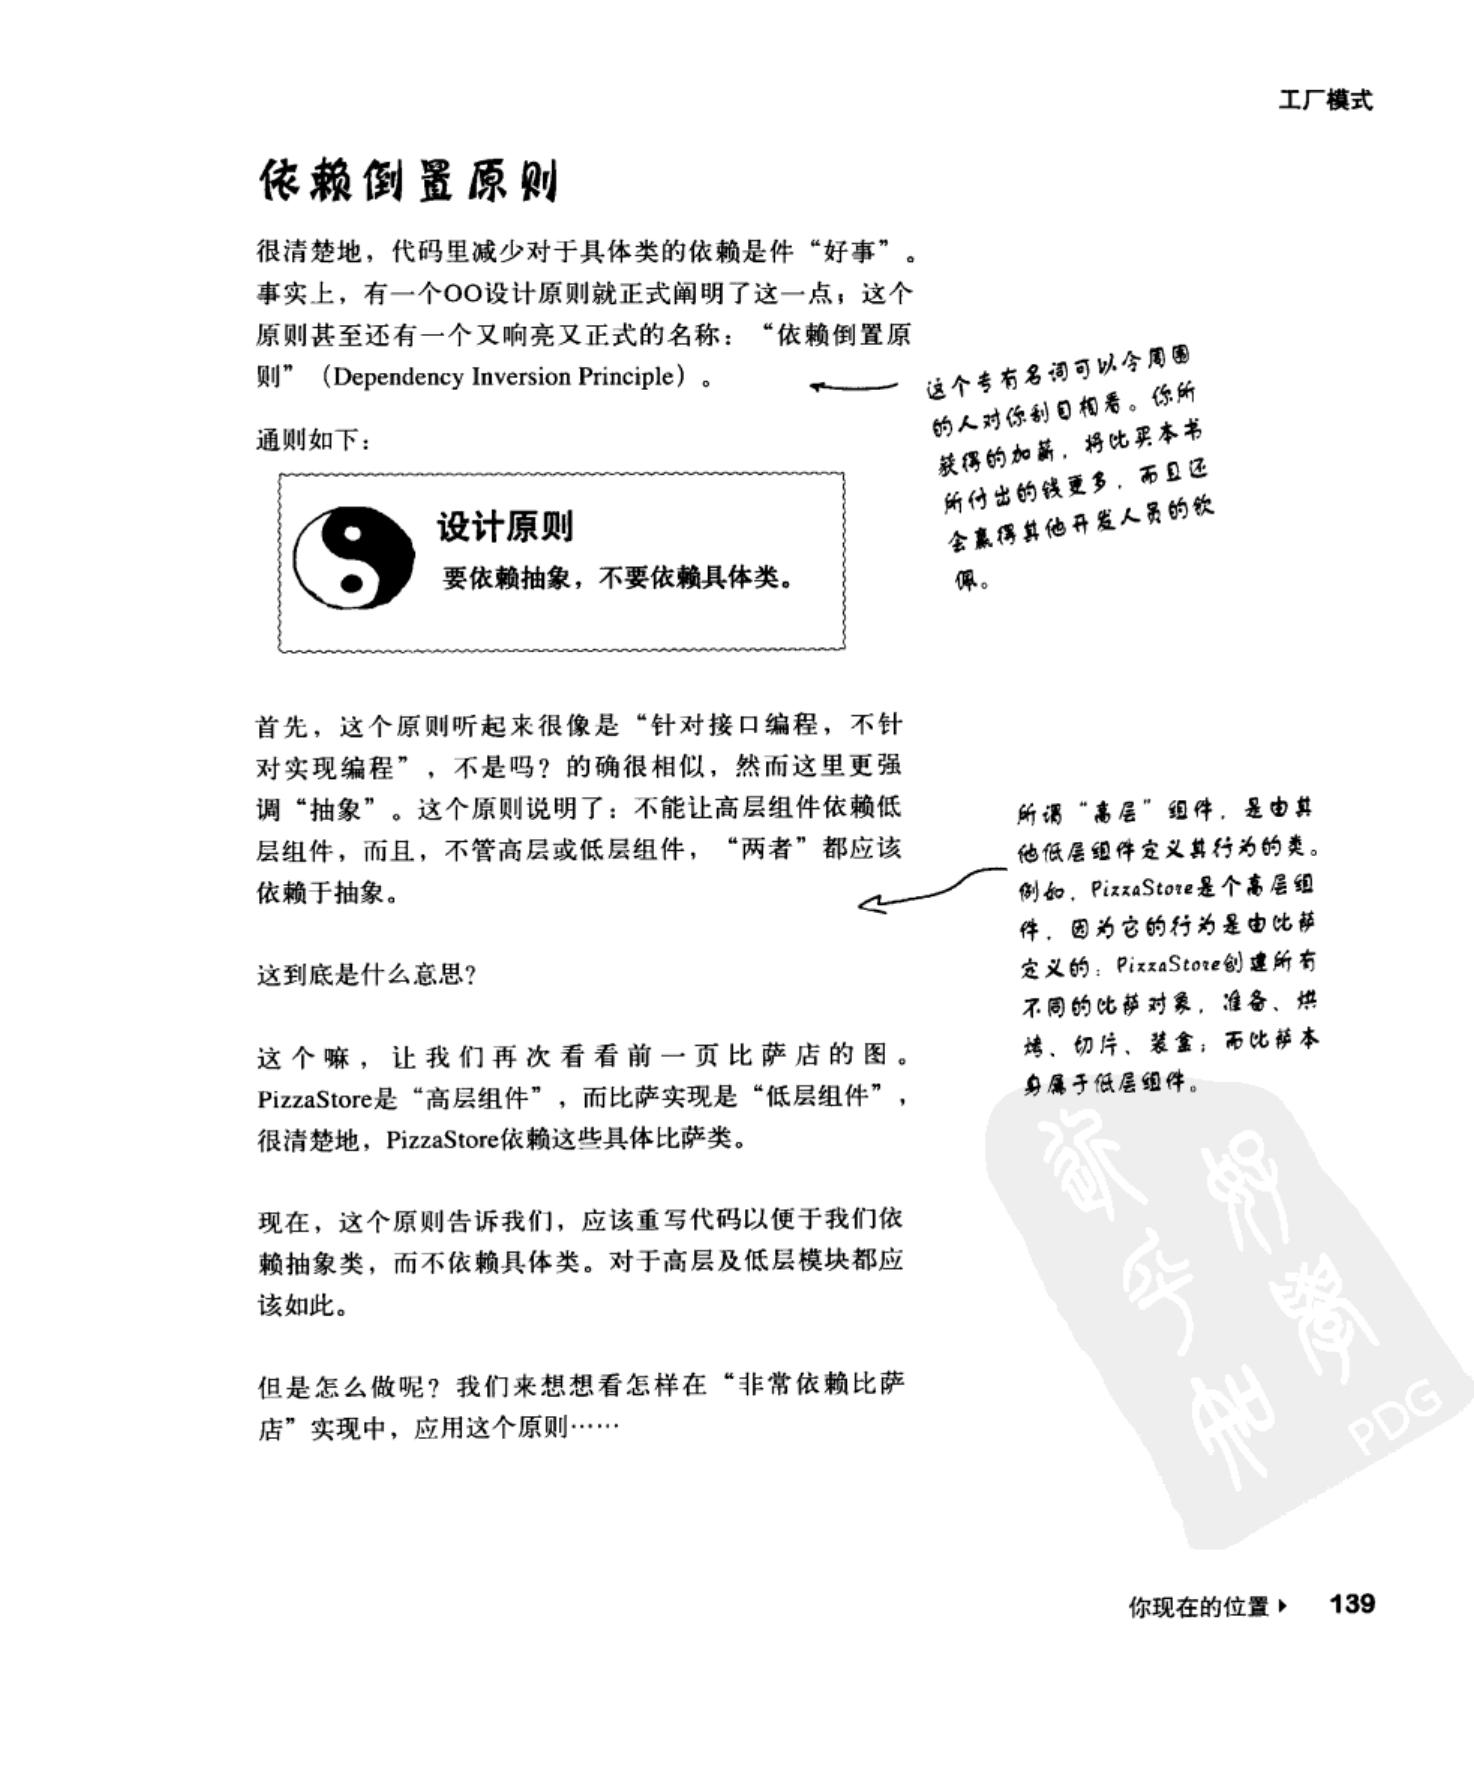 工厂模式
依赖倒置原则
很清楚地，代码里减少对于具体类的依赖是件“好事”。
事实上，有一个OO设计原则就正式阐明了这一点；这个
原则甚至还有一个又响亮又正式的名称：“依赖倒置原
则”（Dependency Inversion Principle）。
这个专有名词可以令周围
的人对你刮目相看。你所
获得的加薪，将比买本书
所付出的钱更多，而且还
会赢得其他开发人员的钦
佩。
通则如下：
设计原则
要依赖抽象，不要依赖具体类。
首先，这个原则听起来很像是“针对接口编程，不针
对实现编程”，不是吗？的确很相似，然而这里更强
调“抽象”。这个原则说明了：不能让高层组件依赖低
层组件，而且，不管高层或低层组件，“两者”都应该
依赖于抽象。
所谓“高层”组件，是由其
他低层组件定义其行为的类。
例如，PizzaStore是个高层组
件，因为它的行为是由比萨
定义的：PizzaStore创建所有
不同的比萨对象，准备、烘
烤、切片、装盒；而比萨本
身属于低层组件。
这到底是什么意思？
这个嘛，让我们再次看看前一页比萨店的图。
PizzaStore是“高层组件”，而比萨实现是“低层组件”，
很清楚地，PizzaStore依赖这些具体比萨类。
现在，这个原则告诉我们，应该重写代码以便于我们依
赖抽象类，而不依赖具体类。对于高层及低层模块都应
该如此。
但是怎么做呢？我们来想想看怎样在“非常依赖比萨
店”实现中，应用这个原则……
PDG
你现在的位置▸ 139